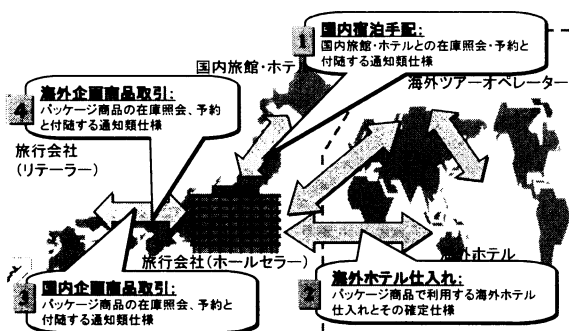 1
国内宿泊手配:
国内旅館・ホテルとの在庫照会・予約と
付随する通知類仕様
国内旅館・ホテ
海外ツアーオペレーター
4
海外企画商品取引:
パッケージ商品の在庫照会、予約
と付随する通知類仕様
旅行会社
(リテーラー)
旅行会社(ホールセラー)
海外ホテル
3
国内企画商品取引:
パッケージ商品の在庫照会、予約と
付随する通知類仕様
2
海外ホテル仕入れ:
パッケージ商品で利用する海外ホテル
仕入れとその確定仕様